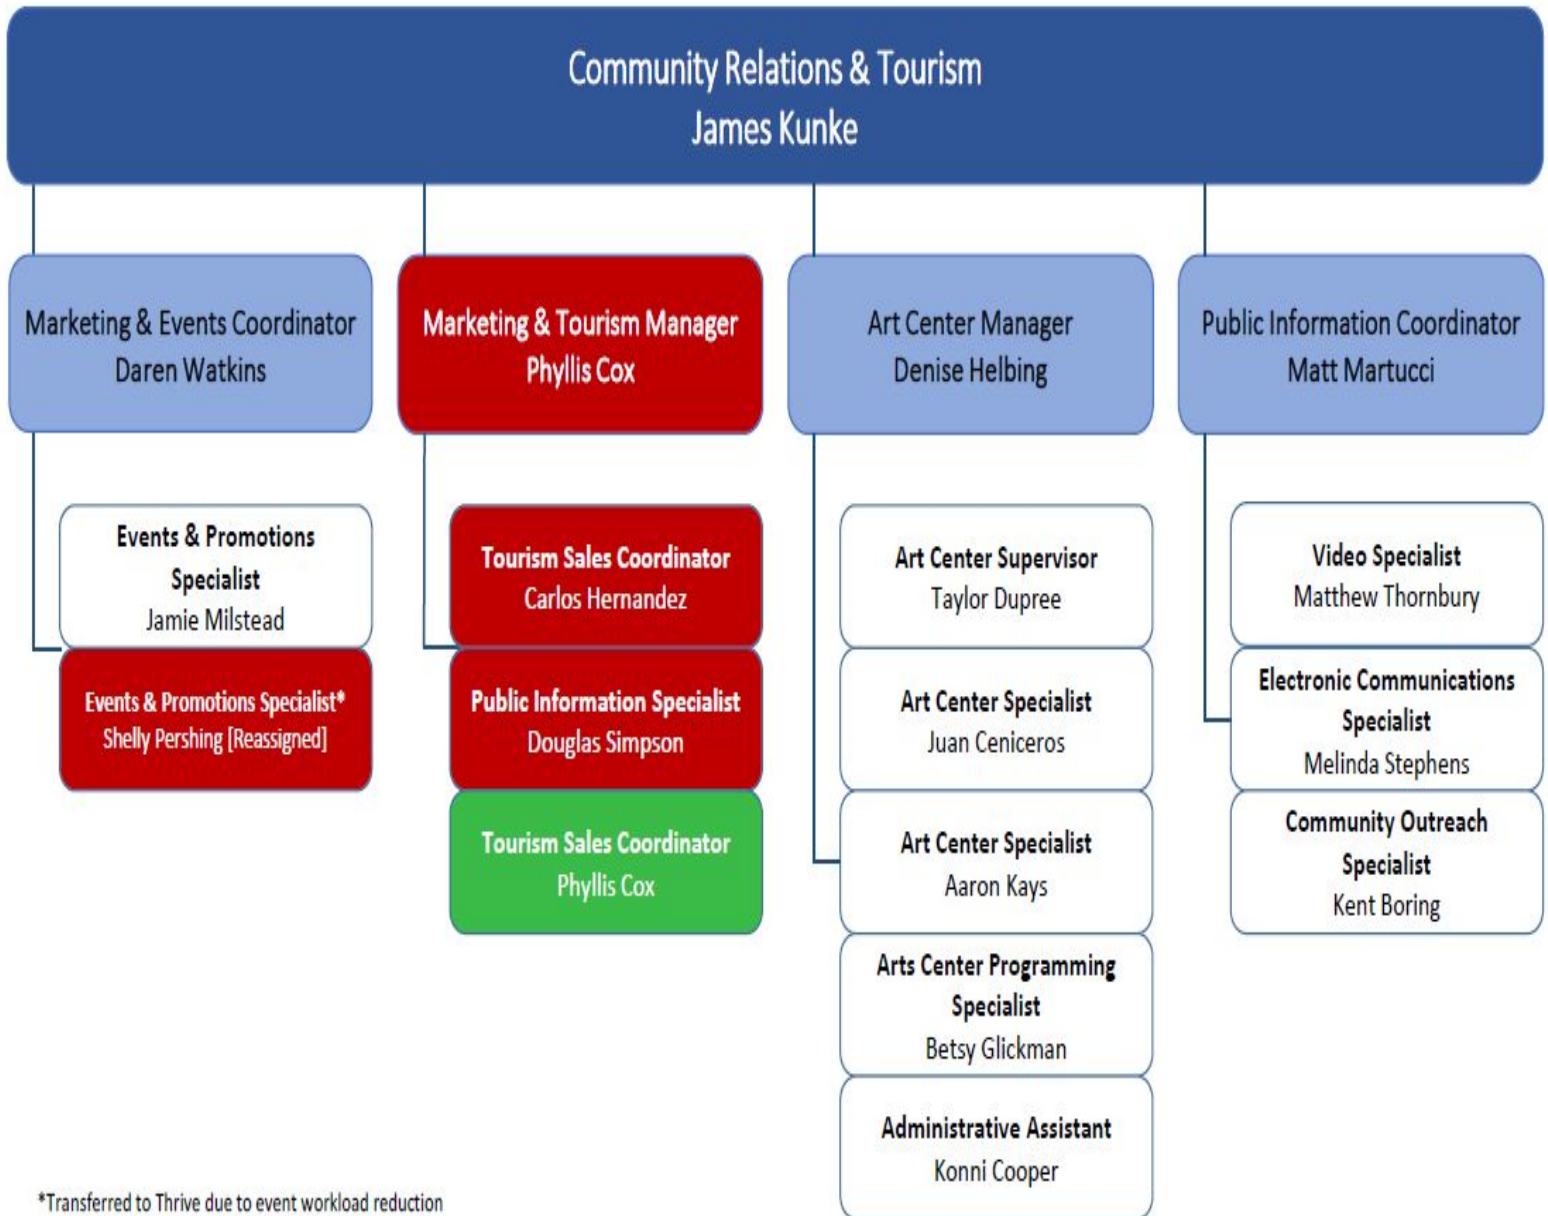 Community Relations & Tourism
James Kunke
Marketing & Events Coordinator
Daren Watkins
Marketing & Tourism Manager
Phyllis Cox
Art Center Manager
Denise Helbing
Public Information Coordinator
Matt Martucci
Events & Promotions
Specialist
Jamie Milstead
Events & Promotions Specialist*
Shelly Pershing [Reassigned]
Tourism Sales Coordinator
Carlos Hernandez
Public Information Specialist
Douglas Simpson
Tourism Sales Coordinator
Phyllis Cox
Art Center Supervisor
Taylor Dupree
Art Center Specialist
Juan Ceniceros
Art Center Specialist
Aaron Kays
Arts Center Programming
Specialist
Betsy Glickman
Administrative Assistant
Konni Cooper
Video Specialist
Matthew Thornbury
Electronic Communications
Specialist
Melinda Stephens
Community Outreach
Specialist
Kent Boring
*Transferred to Thrive due to event workload reduction